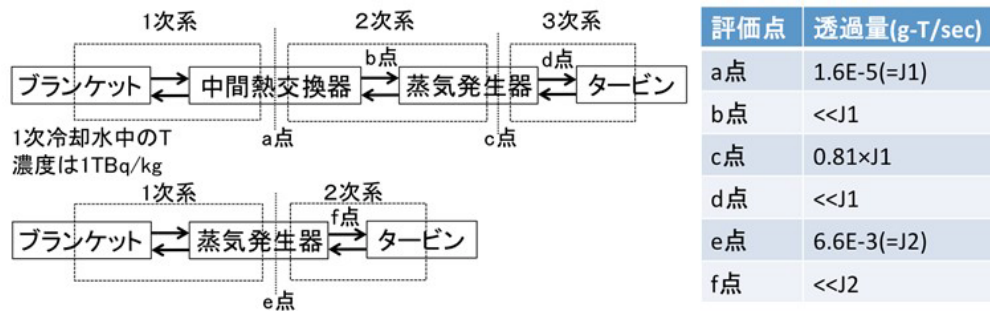 1次系
2次系
3次系
b点
d点
ブランケット
中間熱交換器
蒸気発生器
タービン
1次冷却水中のT
濃度は1TBq/kg
a点
c点
1次系
2次系
f点
ブランケット
蒸気発生器
タービン
e点
評価点 透過量(g-T/sec)
a点 1.6E-5(=J1)
b点 <<J1
c点 0.81×J1
d点 <<J1
e点 6.6E-3(=J2)
f点 <<J2